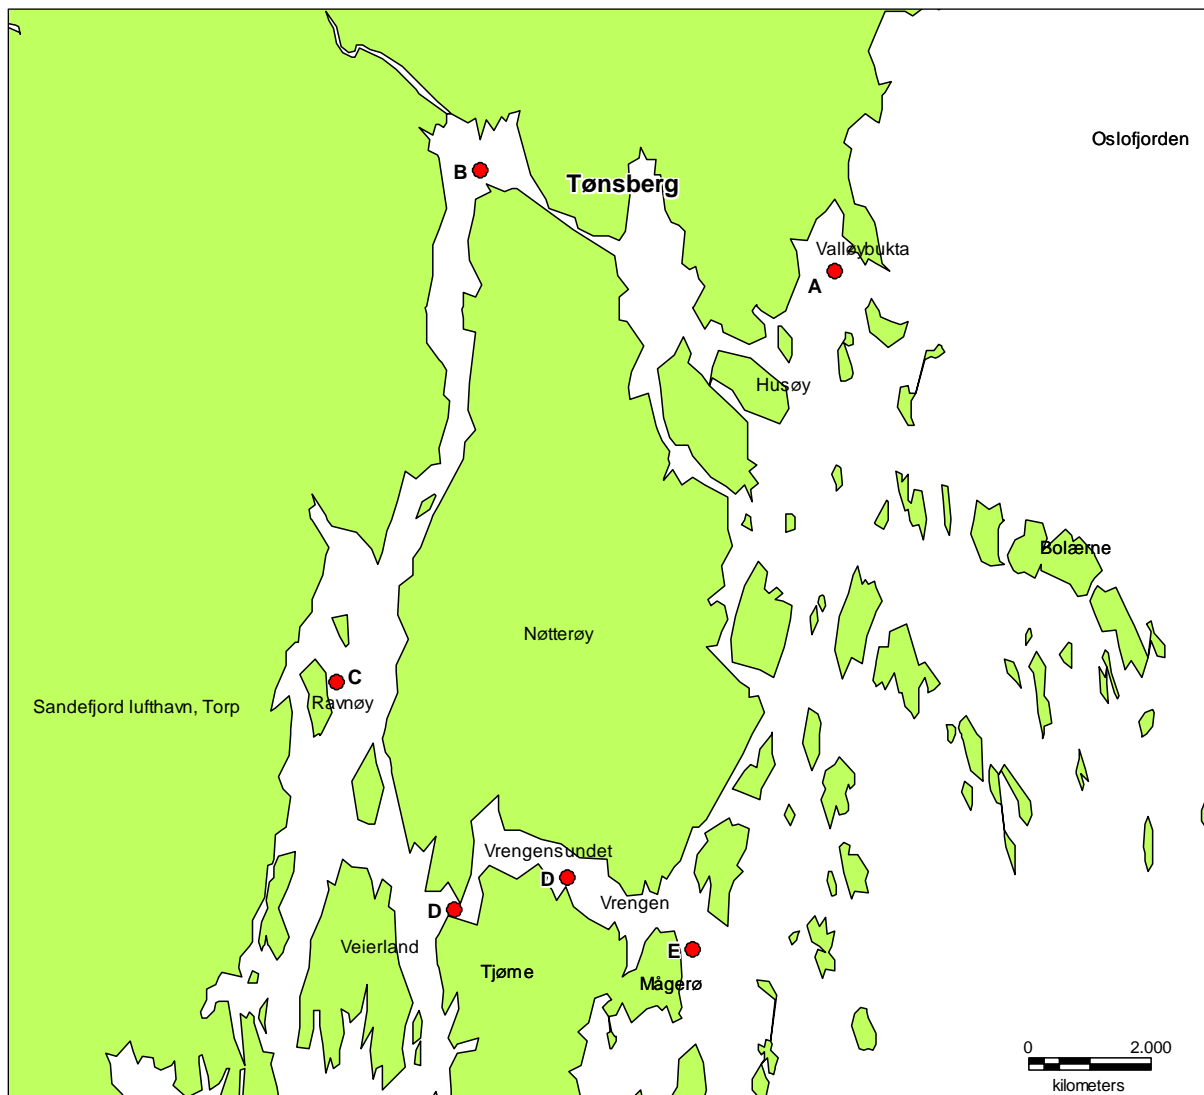 Oslofjorden
B
Tønsberg
Valløybukta
A
Husøy
Bolærne
Nøtterøy
C
Ravnøy
Sandefjord lufthavn, Torp
Vrengensundet
D
Vrengen
D
Veierland
E
Tjøme
Mågerø
0 2.000
kilometers